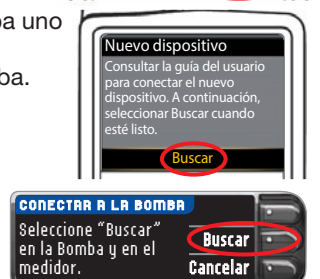 ba uno
ba.
Nuevo dispositivo
Consultar la guía del usuario
para conectar el nuevo
dispositivo. A continuación,
seleccionar Buscar cuando
esté listo.
Buscar
CONECTAR A LA BOMBA
Seleccione "Buscar"
en la Bomba y en el
medidor.
Buscar
Cancelar